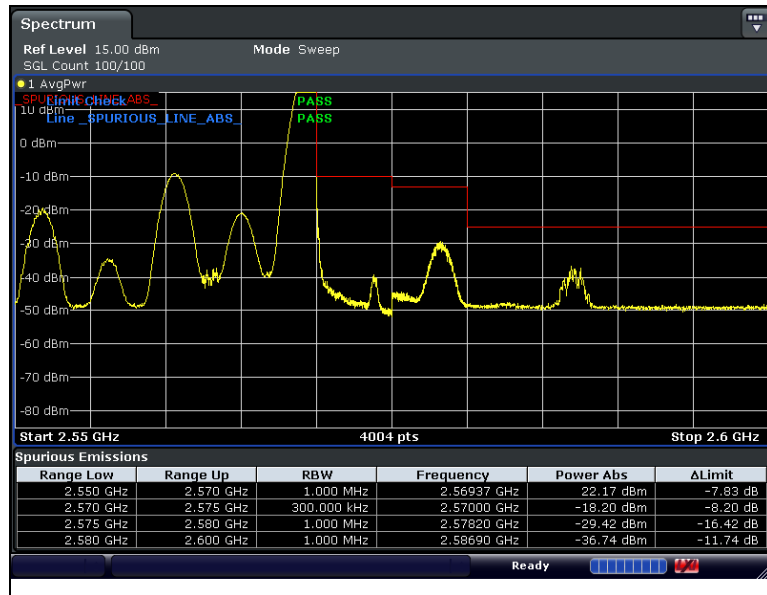 Spectrum
Ref Level 15.00 dBm Mode Sweep
SGL Count 100/100
1 AvgPwr
_SPURIOUS_LINE_ABS_
Limit Check PASS
10 dBm
Line _SPURIOUS_LINE_ABS_ PASS
0 dBm
-10 dBm
-20 dBm
-30 dBm
-40 dBm
-50 dBm
-60 dBm
-70 dBm
-80 dBm
Start 2.55 GHz 4004 pts Stop 2.6 GHz
Spurious Emissions
Range Low Range Up RBW Frequency Power Abs ΔLimit
2.550 GHz 2.570 GHz 1.000 MHz 2.56937 GHz 22.17 dBm -7.83 dB
2.570 GHz 2.575 GHz 300.000 kHz 2.57000 GHz -18.20 dBm -8.20 dB
2.575 GHz 2.580 GHz 1.000 MHz 2.57820 GHz -29.42 dBm -16.42 dB
2.580 GHz 2.600 GHz 1.000 MHz 2.58690 GHz -36.74 dBm -11.74 dB
Ready